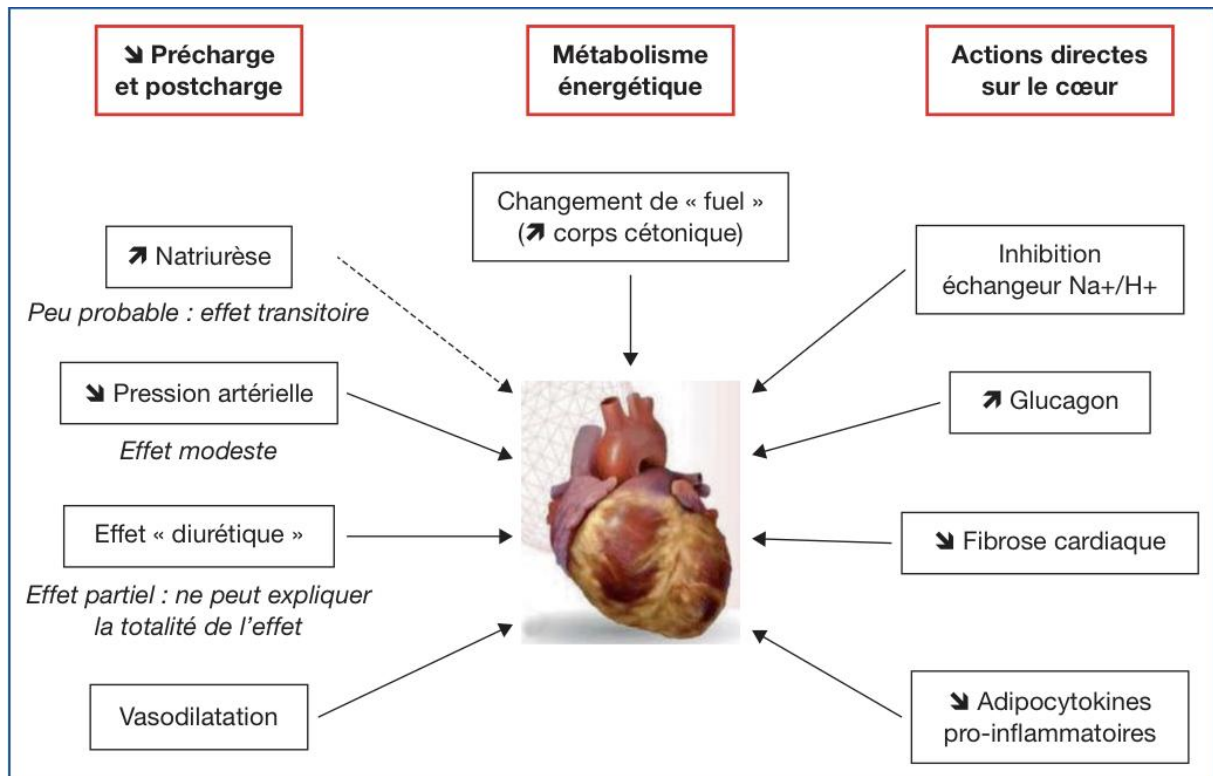 ↘ Précharge
et postcharge
Métabolisme
énergétique
Actions directes
sur le cœur
Changement de « fuel »
(↗ corps cétonique)
↗ Natriurèse
Peu probable : effet transitoire
↘ Pression artérielle
Effet modeste
Effet « diurétique »
Effet partiel : ne peut expliquer
la totalité de l’effet
Vasodilatation
Inhibition
échangeur Na+/H+
↗ Glucagon
↘ Fibrose cardiaque
↘ Adipocytokines
pro-inflammatoires